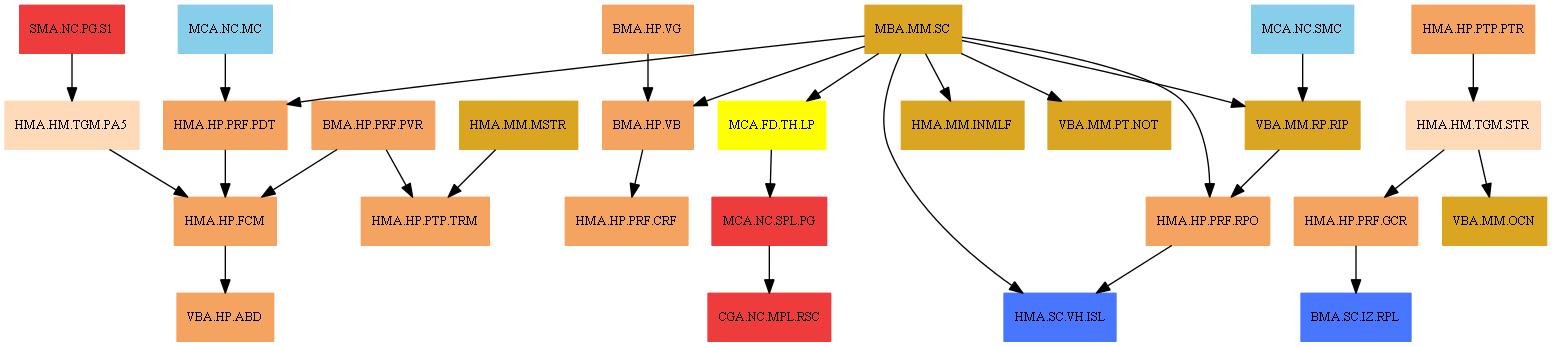 SMA.NC.PG.S1
MCA.NC.MC
BMA.HP.VG
MBA.MM.SC
MCA.NC.SMC
HMA.HP.PTP.PTR
HMA.HM.TGM.PA5
HMA.HP.PRF.PDT
BMA.HP.PRF.PVR
HMA.MM.MSTR
BMA.HP.VB
MCA.FD.TH.LP
HMA.MM.INMLF
VBA.MM.PT.NOT
VBA.MM.RP.RIP
HMA.HM.TGM.STR
HMA.HP.FCM
HMA.HP.PTP.TRM
HMA.HP.PRF.CRF
MCA.NC.SPL.PG
HMA.HP.PRF.RPO
HMA.HP.PRF.GCR
VBA.MM.OCN
VBA.HP.ABD
CGA.NC.MPL.RSC
HMA.SC.VH.ISL
BMA.SC.IZ.RPL